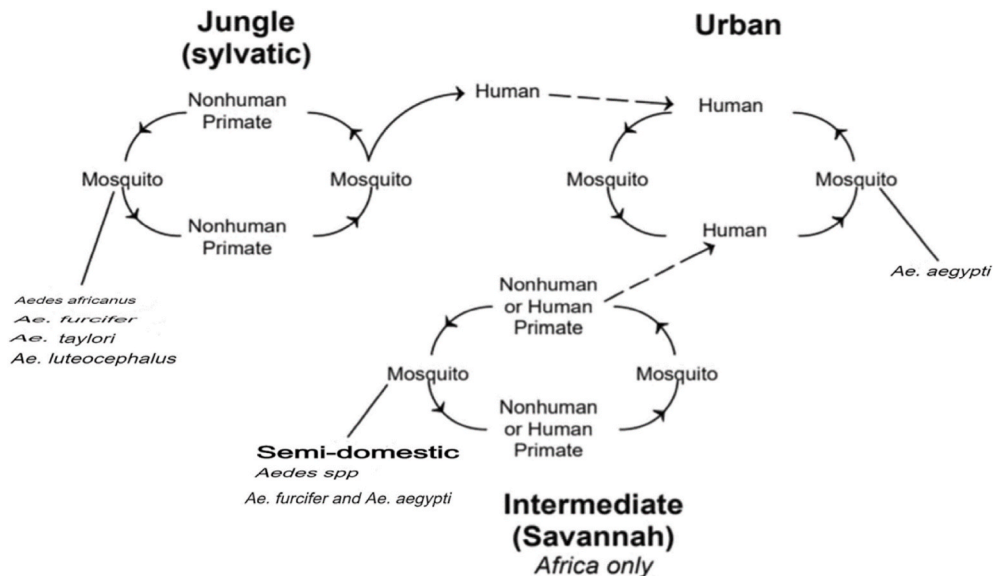 Jungle
(sylvatic)
Urban
Nonhuman
Primate
Human
Human
Mosquito
Mosquito
Mosquito
Mosquito
Nonhuman
Primate
Human
Ae. aegypti
Aedes africanus
Ae. furcifer
Ae. taylori
Ae. luteocephalus
Nonhuman
or Human
Primate
Mosquito
Mosquito
Nonhuman
or Human
Primate
Semi-domestic
Aedes spp
Ae. furcifer and Ae. aegypti
Intermediate
(Savannah)
Africa only